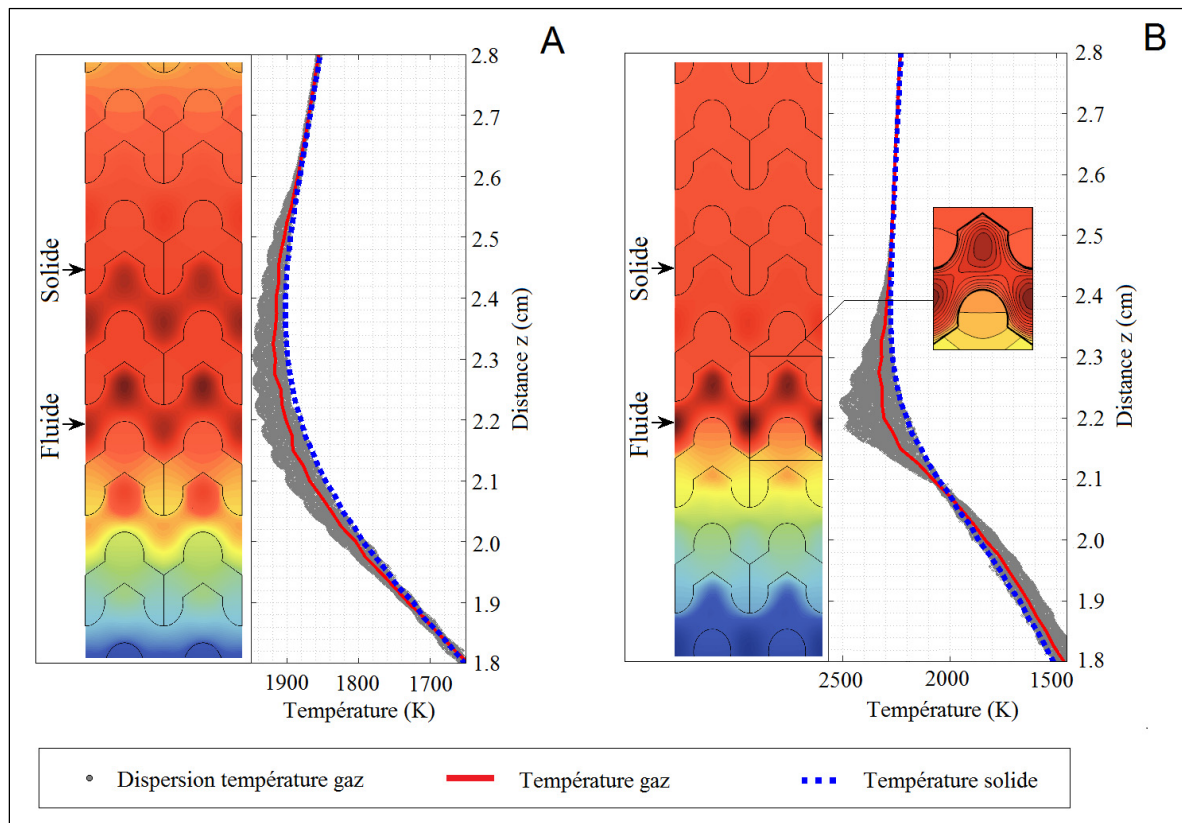 A
B
Solide
Fluide
2.8
2.7
2.6
2.5
2.4
2.3
2.2
2.1
2.0
1.9
1.8
Distance z (cm)
1900 1800 1700
Température (K)
Solide
Fluide
2.8
2.7
2.6
2.5
2.4
2.3
2.2
2.1
2.0
1.9
1.8
Distance z (cm)
2500 2000 1500
Température (K)
Dispersion température gaz Température gaz Température solide